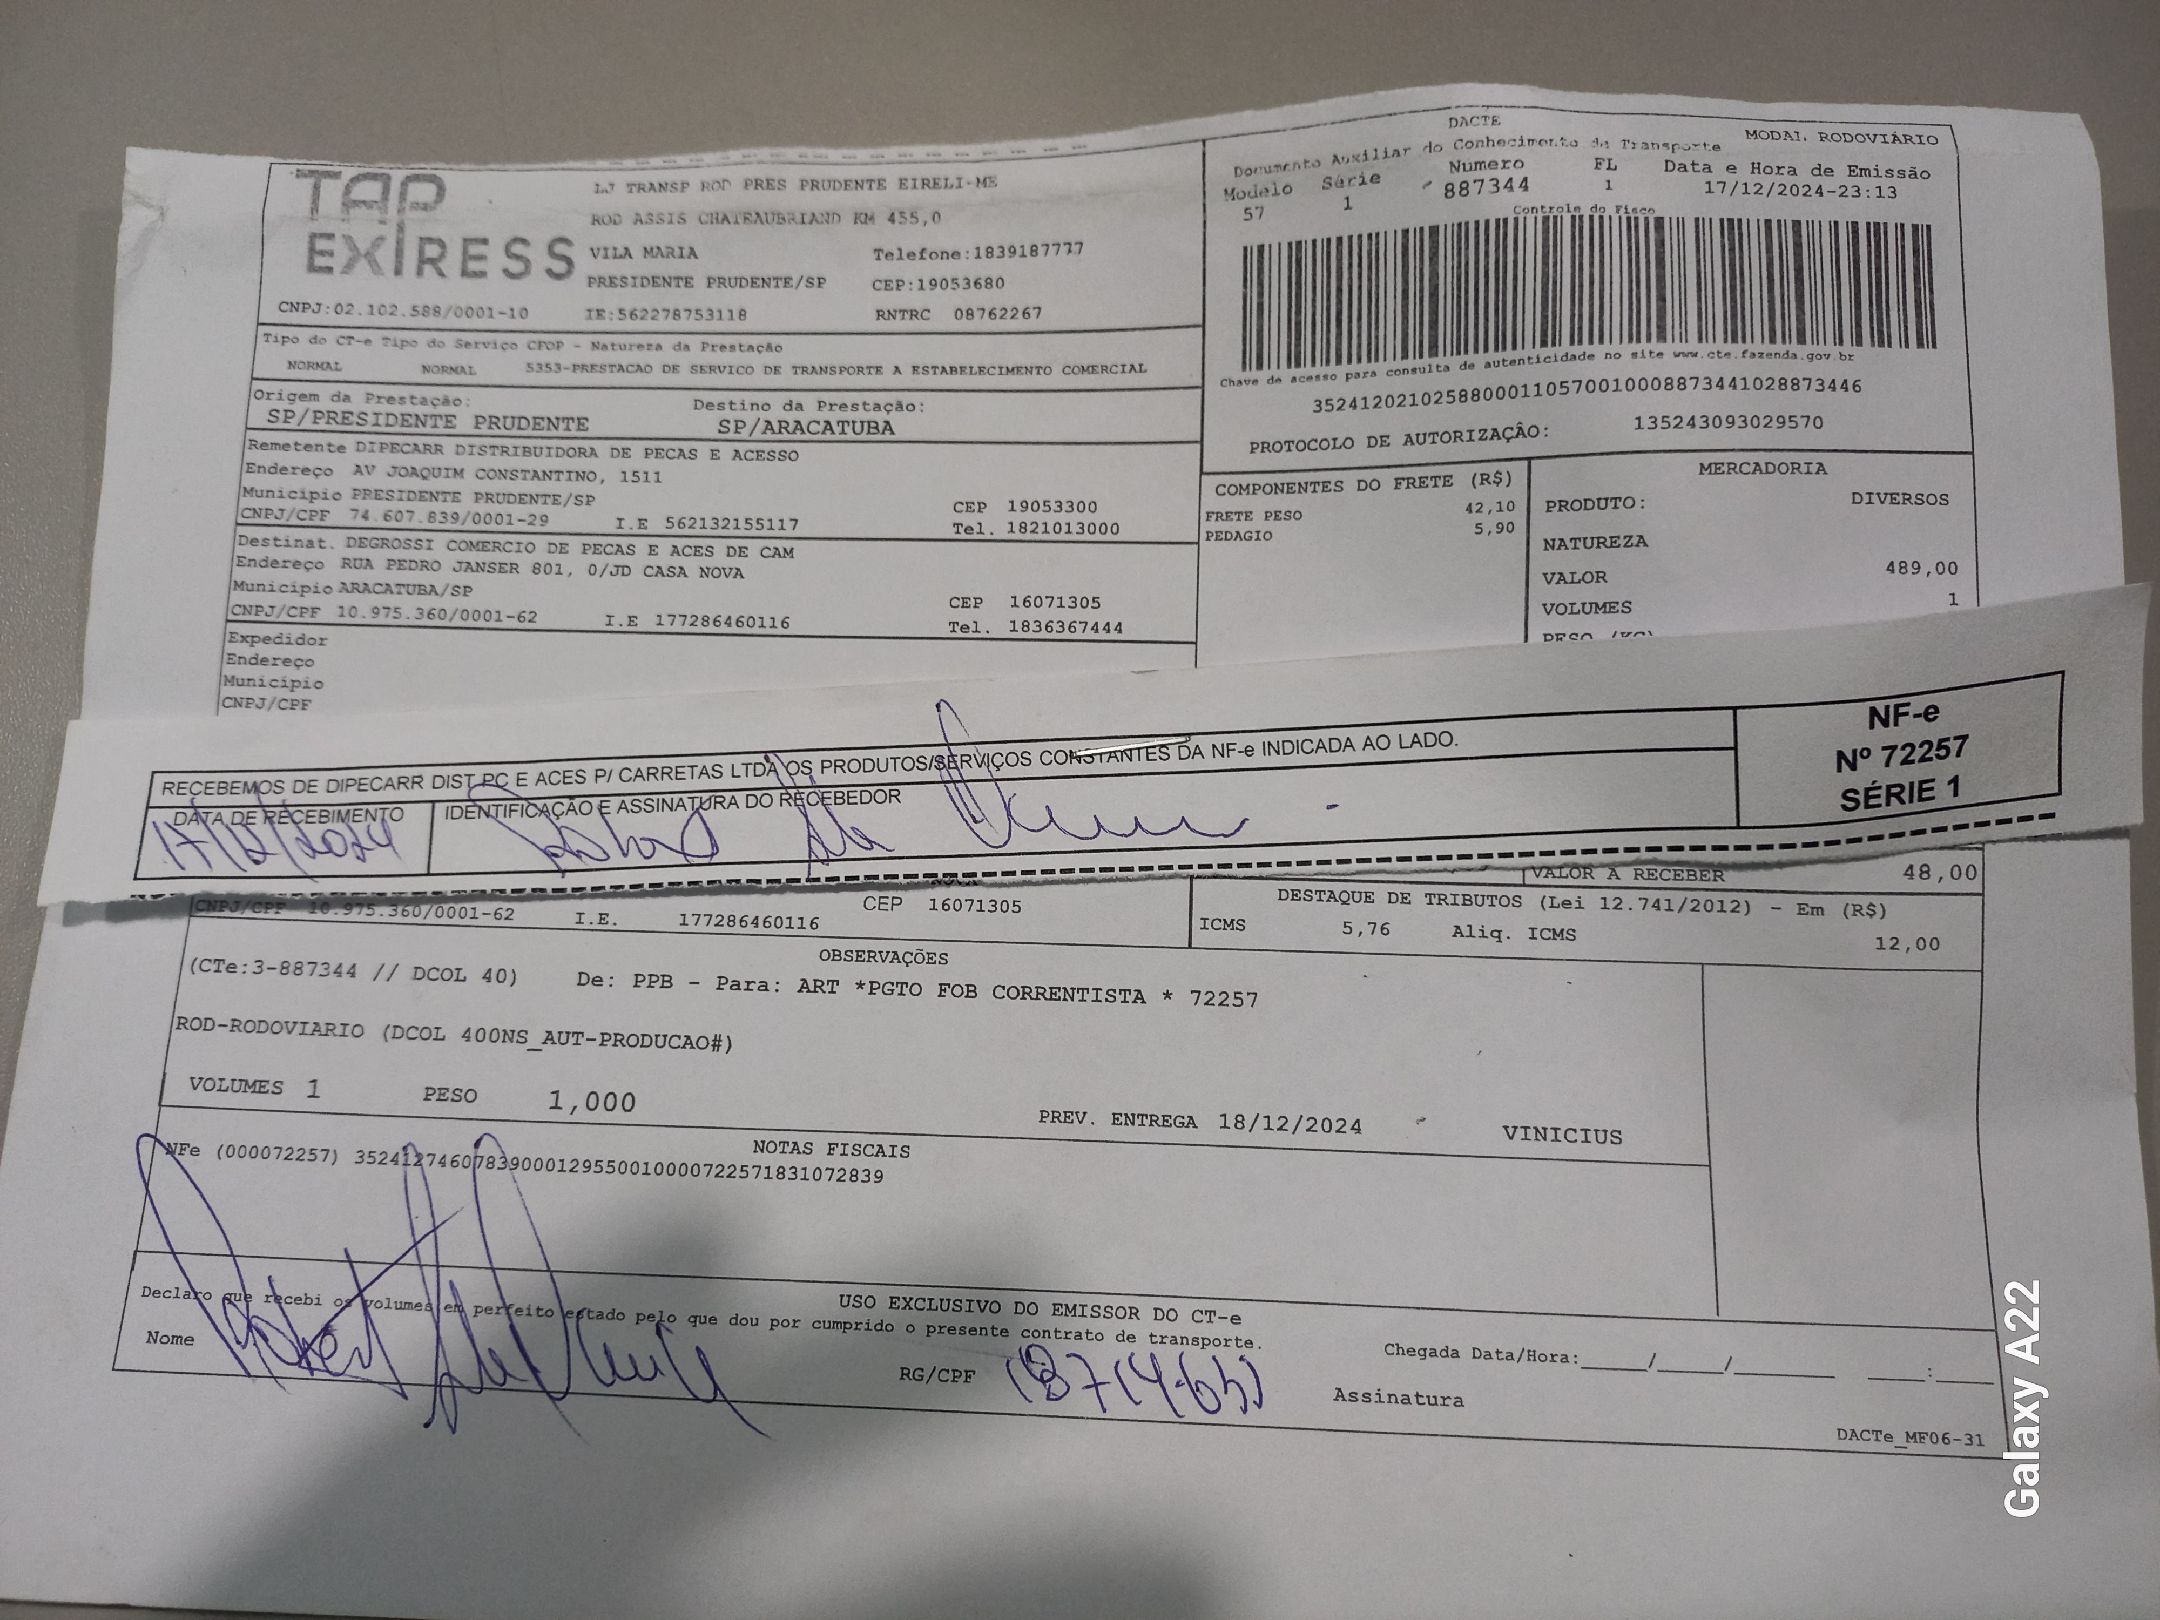 DACTE
MODAL RODOVIÁRIO
Documento Auxiliar do Conhecimento de Transporte
Modelo Série Numero FL Data e Hora de Emissão
57 1 887344 1 17/12/2024-23:13
Controle do Fisco
TAP
EXPRESS
LJ TRANSP ROD PRES PRUDENTE EIRELI-ME
ROD ASSIS CHATEAUBRIAND KM 455,0
VILA MARIA Telefone:1839187777
PRESIDENTE PRUDENTE/SP CEP:19053680
CNPJ:02.102.588/0001-10 IE:562278753118 RNTRC 08762267
Tipo do CT-e Tipo do Serviço CFOP - Natureza da Prestação
NORMAL NORMAL 5353-PRESTACAO DE SERVICO DE TRANSPORTE A ESTABELECIMENTO COMERCIAL
Chave de acesso para consulta de autenticidade no site www.cte.fazenda.gov.br
35241202102588000110570010008873441028873446
PROTOCOLO DE AUTORIZAÇÃO: 135243093029570
Origem da Prestação: Destino da Prestação:
SP/PRESIDENTE PRUDENTE SP/ARACATUBA
Remetente DIPECARR DISTRIBUIDORA DE PECAS E ACESSO
Endereço AV JOAQUIM CONSTANTINO, 1511
Município PRESIDENTE PRUDENTE/SP CEP 19053300
CNPJ/CPF 74.607.839/0001-29 I.E 562132155117 Tel. 1821013000
Destinat. DEGROSSI COMERCIO DE PECAS E ACES DE CAM
Endereço RUA PEDRO JANSER 801, 0/JD CASA NOVA
Município ARACATUBA/SP CEP 16071305
CNPJ/CPF 10.975.360/0001-62 I.E 177286460116 Tel. 1836367444
Expedidor
Endereço
Município
CNPJ/CPF
COMPONENTES DO FRETE (R$)
FRETE PESO 42,10
PEDAGIO 5,90
MERCADORIA
PRODUTO: DIVERSOS
NATUREZA
VALOR 489,00
VOLUMES 1
PESO (KG)
RECEBEMOS DE DIPECARR DIST PC E ACES P/ CARRETAS LTDA OS PRODUTOS/SERVIÇOS CONSTANTES DA NF-e INDICADA AO LADO.
DATA DE RECEBIMENTO IDENTIFICAÇÃO E ASSINATURA DO RECEBEDOR
17/12/2024
NF-e
Nº 72257
SÉRIE 1
VALOR A RECEBER 48,00
CNPJ/CPF 10.975.360/0001-62 I.E. 177286460116 CEP 16071305
DESTAQUE DE TRIBUTOS (Lei 12.741/2012) - Em (R$)
ICMS 5,76 Aliq. ICMS 12,00
OBSERVAÇÕES
(CTe:3-887344 // DCOL 40) De: PPB - Para: ART *PGTO FOB CORRENTISTA * 72257
ROD-RODOVIARIO (DCOL 400NS_AUT-PRODUCAO#)
VOLUMES 1 PESO 1,000
PREV. ENTREGA 18/12/2024 VINICIUS
NOTAS FISCAIS
NFe (000072257) 35241274607839000129550010000722571831072839
USO EXCLUSIVO DO EMISSOR DO CT-e
Declaro que recebi os volumes em perfeito estado pelo que dou por cumprido o presente contrato de transporte.
Nome RG/CPF
Chegada Data/Hora:____/____/______ ____:____
Assinatura
DACTe_MF06-31
Galaxy A22